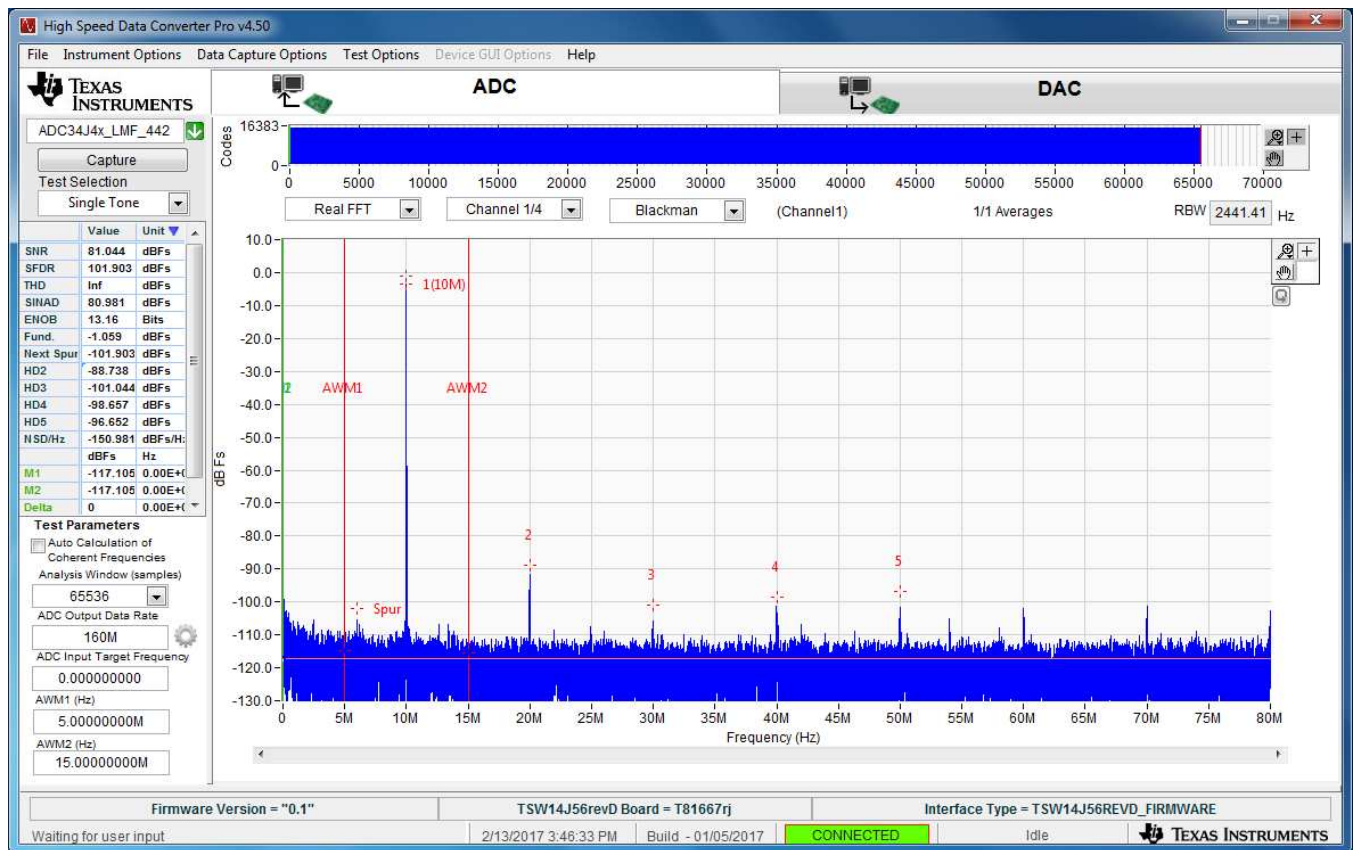 High Speed Data Converter Pro v4.50
File Instrument Options Data Capture Options Test Options Device GUI Options Help
TEXAS INSTRUMENTS
ADC
DAC
ADC34J4x_LMF_442
Capture
Test Selection
Single Tone
Value Unit
SNR 81.044 dBFs
SFDR 101.903 dBFs
THD Inf dBFs
SINAD 80.981 dBFs
ENOB 13.16 Bits
Fund. -1.059 dBFs
Next Spur -101.903 dBFs
HD2 -88.738 dBFs
HD3 -101.044 dBFs
HD4 -98.657 dBFs
HD5 -96.652 dBFs
NSD/Hz -150.981 dBFs/H:
dBFs Hz
M1 -117.105 0.00E+(
M2 -117.105 0.00E+(
Delta 0 0.00E+(
Test Parameters
Auto Calculation of
Coherent Frequencies
Analysis Window (samples)
65536
ADC Output Data Rate
160M
ADC Input Target Frequency
0.000000000
AWM1 (Hz)
5.00000000M
AWM2 (Hz)
15.00000000M
Codes
16383
0
0 5000 10000 15000 20000 25000 30000 35000 40000 45000 50000 55000 60000 65000 70000
Real FFT Channel 1/4 Blackman (Channel1) 1/1 Averages RBW 2441.41 Hz
10.0
0.0
-10.0
-20.0
-30.0
-40.0
-50.0
-60.0
-70.0
-80.0
-90.0
-100.0
-110.0
-120.0
-130.0
dBFs
1(10M)
AWM1
AWM2
2
3
4
5
Spur
0 5M 10M 15M 20M 25M 30M 35M 40M 45M 50M 55M 60M 65M 70M 75M 80M
Frequency (Hz)
Firmware Version = "0.1" TSW14J56revD Board = T81667rj Interface Type = TSW14J56REVD_FIRMWARE
Waiting for user input 2/13/2017 3:46:33 PM Build - 01/05/2017 CONNECTED Idle TEXAS INSTRUMENTS